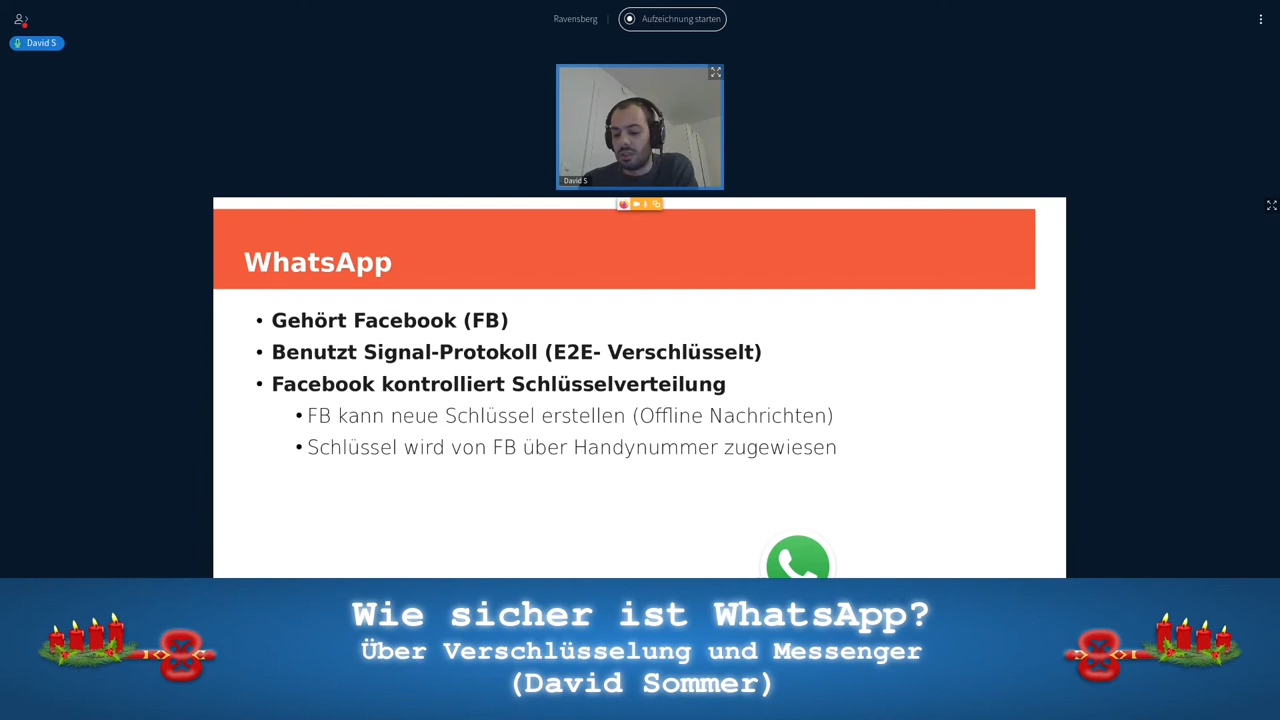 Ravensberg
Aufzeichnung starten
David S
David S
WhatsApp
• Gehört Facebook (FB)
• Benutzt Signal-Protokoll (E2E- Verschlüsselt)
• Facebook kontrolliert Schlüsselverteilung
• FB kann neue Schlüssel erstellen (Offline Nachrichten)
• Schlüssel wird von FB über Handynummer zugewiesen
Wie sicher ist WhatsApp?
Über Verschlüsselung und Messenger
(David Sommer)